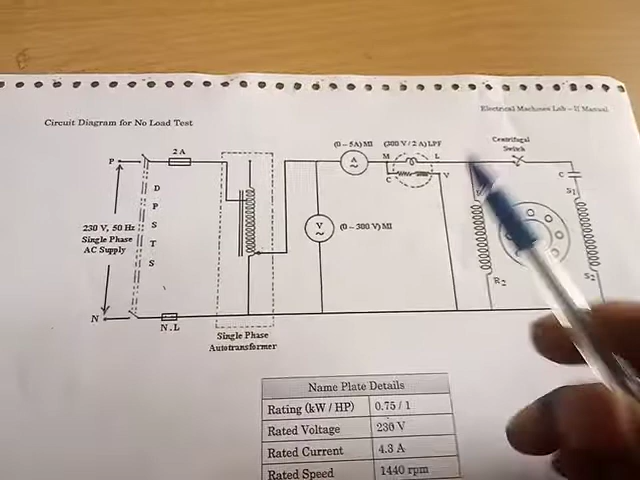 Electrical Machines Lab – II Manual
Circuit Diagram for No Load Test
P
2 A
(0 – 5A) MI
(300 V / 2 A) LPF
Centrifugal
Switch
A
~
M
L
C
V
C
S1
D
P
S
T
S
230 V, 50 Hz
Single Phase
AC Supply
V
~
(0 – 300 V) MI
R2
S2
N
N.L
Single Phase
Autotransformer
Name Plate Details
Rating (kW / HP) 0.75 / 1
Rated Voltage 230 V
Rated Current 4.3 A
Rated Speed 1440 rpm